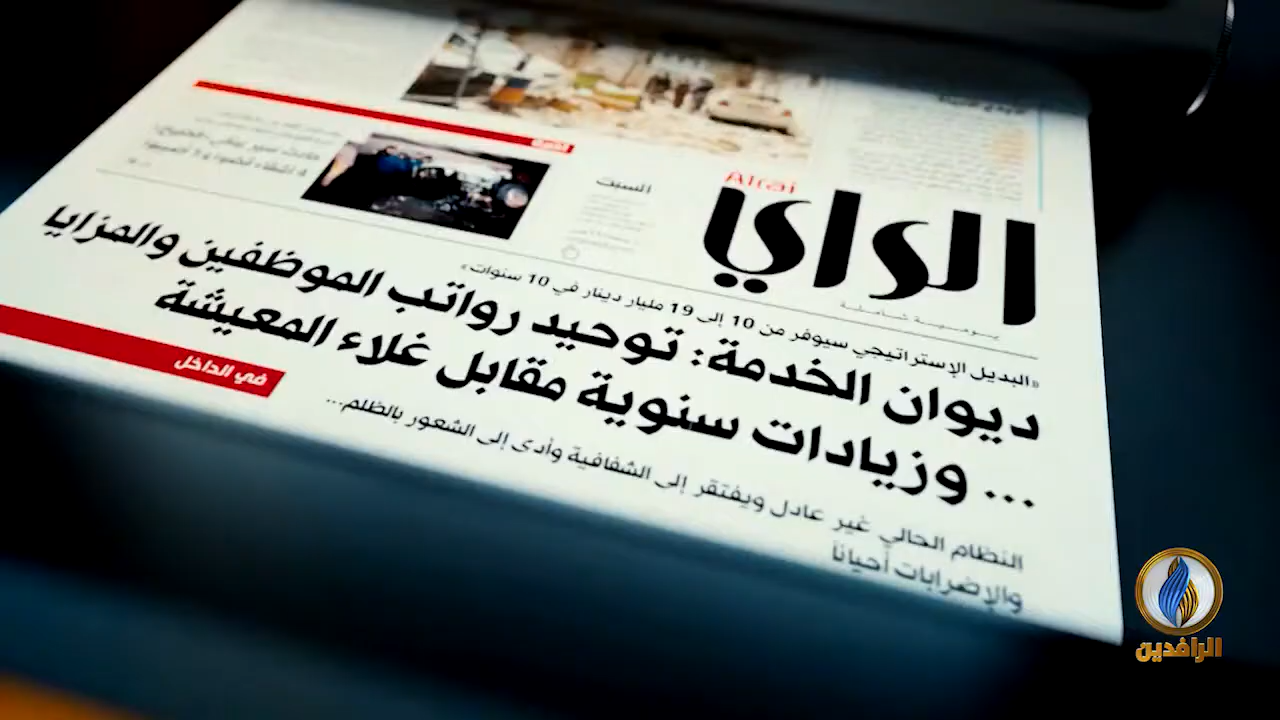 Alrai
الراي
يومية شاملة
السبت
«البديل الإستراتيجي سيوفر من 10 إلى 19 مليار دينار في 10 سنوات»
ديوان الخدمة: توحيد رواتب الموظفين والمزايا
... وزيادات سنوية مقابل غلاء المعيشة
النظام الحالي غير عادل ويفتقر إلى الشفافية وأدى إلى الشعور بالظلم...
والإضرابات أحياناً
في الداخل
الرافدين